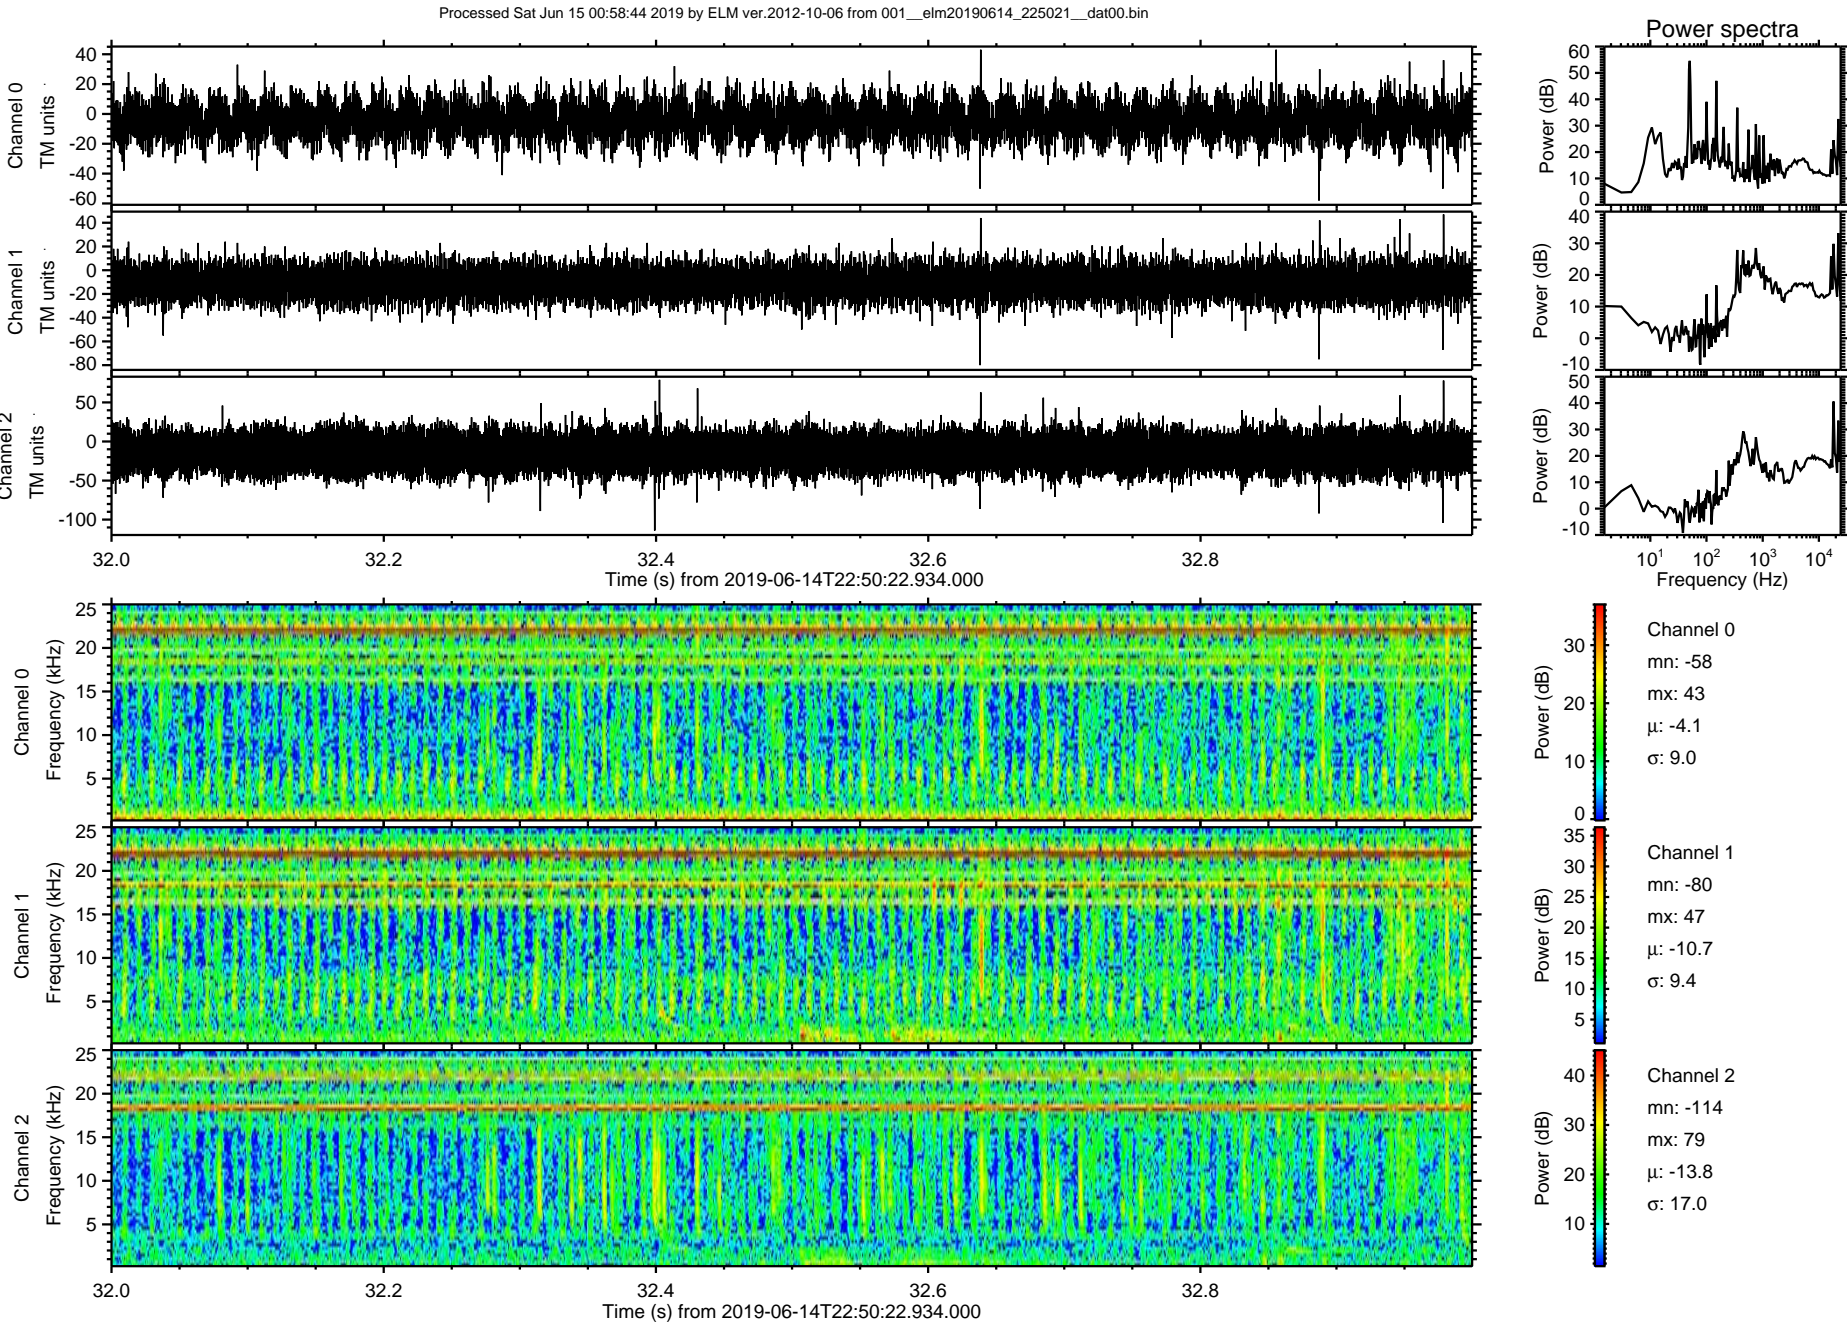 Processed Sat Jun 15 00:58:44 2019 by ELM ver.2012-10-06 from 001__elm20190614_225021__dat00.bin
Power spectra
Channel 0
TM units
40
20
0
-20
-40
-60
Power (dB)
60
50
40
30
20
10
0
Channel 1
TM units
40
20
0
-20
-40
-60
-80
Power (dB)
40
30
20
10
0
-10
Channel 2
TM units
50
0
-50
-100
Power (dB)
50
40
30
20
10
0
-10
32.0 32.2 32.4 32.6 32.8
Time (s) from 2019-06-14T22:50:22.934.000
10¹ 10² 10³ 10⁴
Frequency (Hz)
Channel 0
Frequency (kHz)
25
20
15
10
5
Power (dB)
30
20
10
0
Channel 0
mn: -58
mx: 43
μ: -4.1
σ: 9.0
Channel 1
Frequency (kHz)
25
20
15
10
5
Power (dB)
35
30
25
20
15
10
5
Channel 1
mn: -80
mx: 47
μ: -10.7
σ: 9.4
Channel 2
Frequency (kHz)
25
20
15
10
5
Power (dB)
40
30
20
10
Channel 2
mn: -114
mx: 79
μ: -13.8
σ: 17.0
32.0 32.2 32.4 32.6 32.8
Time (s) from 2019-06-14T22:50:22.934.000